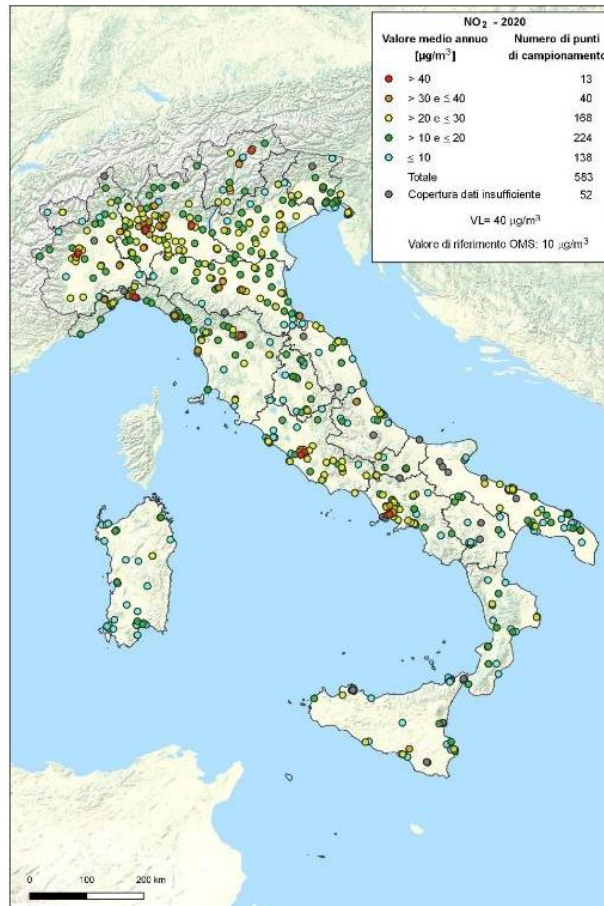 NO2 - 2020
Valore medio annuo Numero di punti
[µg/m³] di campionamento
> 40 13
> 30 e ≤ 40 40
> 20 e ≤ 30 168
> 10 e ≤ 20 224
≤ 10 138
Totale 583
Copertura dati insufficiente 52
VL= 40 µg/m³
Valore di riferimento OMS: 10 µg/m³
0 100 200 km